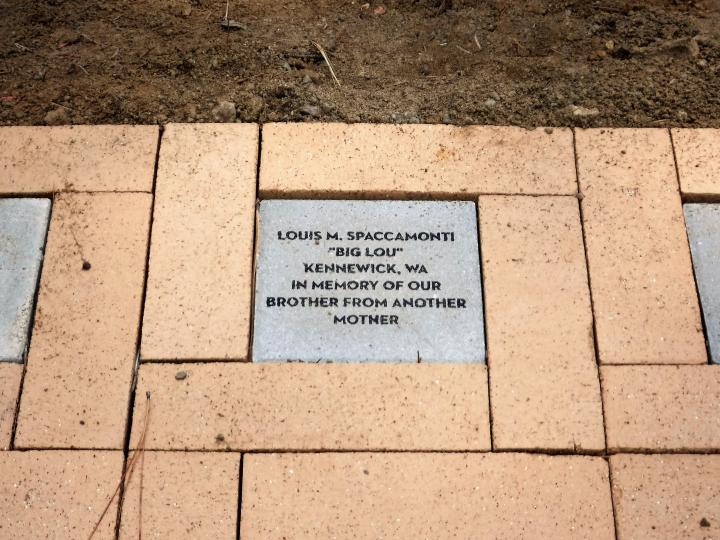 LOUIS M. SPACCAMONTI
"BIG LOU"
KENNEWICK, WA
IN MEMORY OF OUR
BROTHER FROM ANOTHER
MOTHER